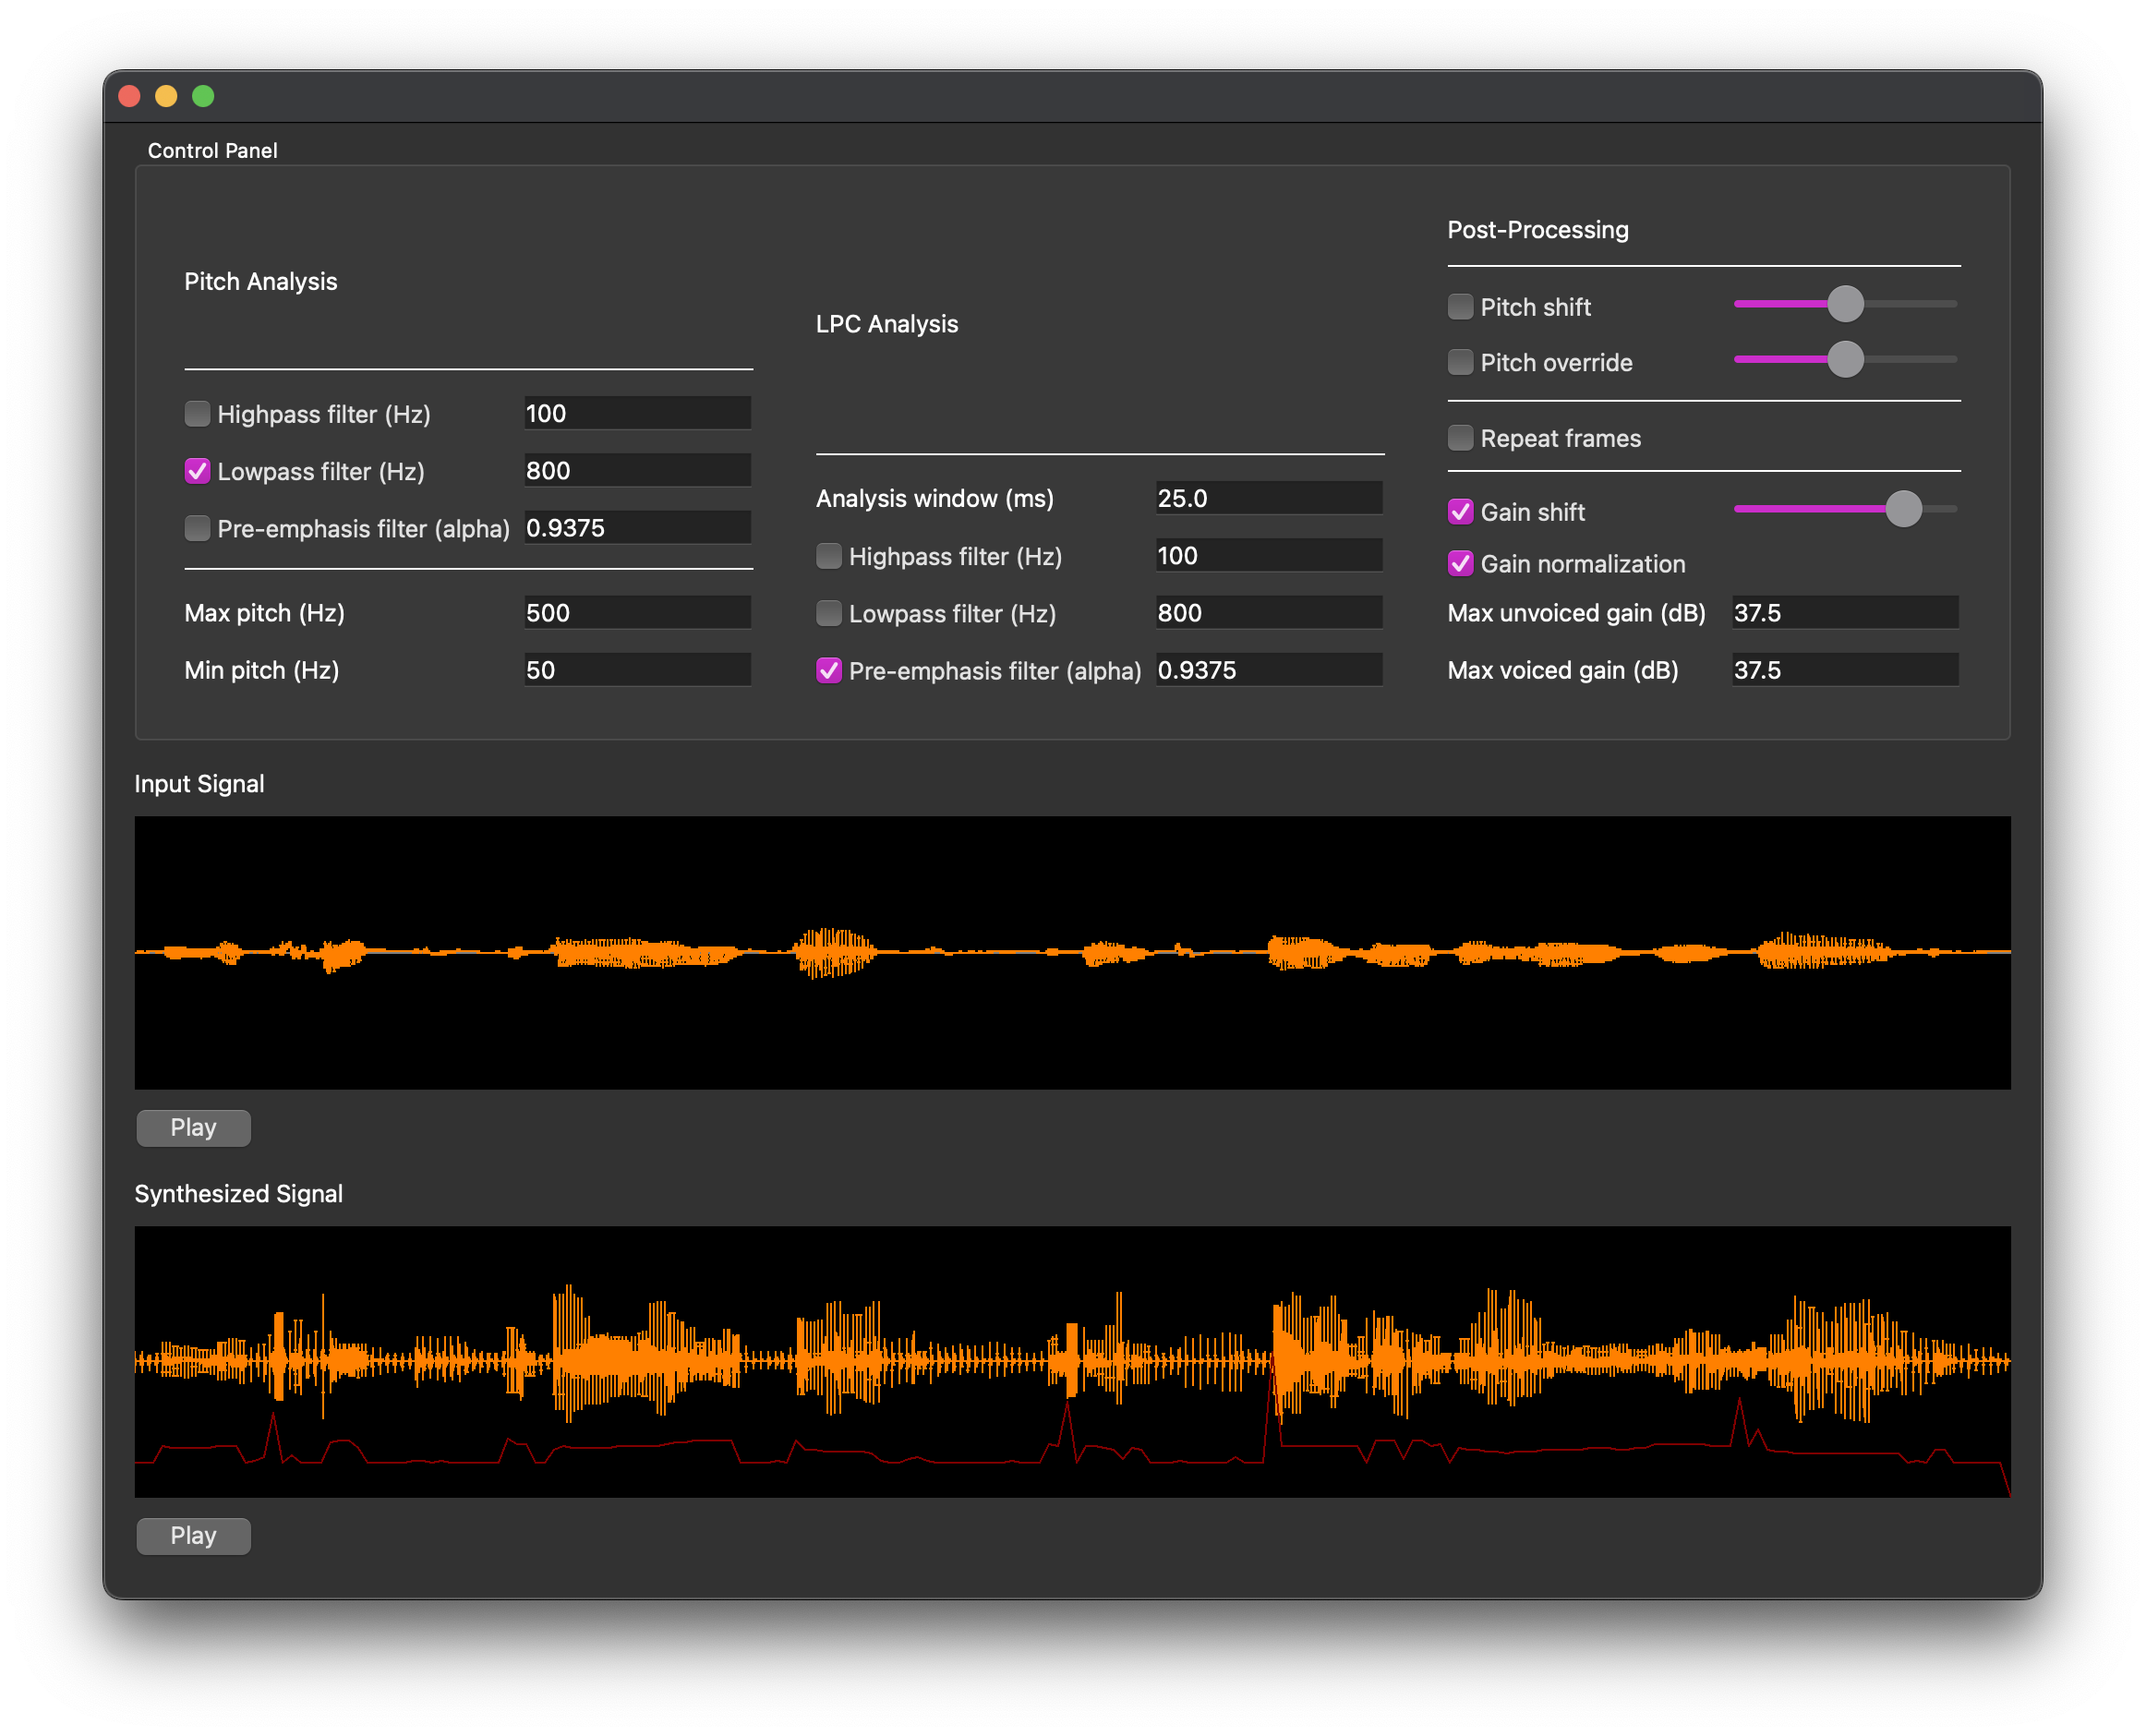 Control Panel
Pitch Analysis
Highpass filter (Hz) 100
Lowpass filter (Hz) 800
Pre-emphasis filter (alpha) 0.9375
Max pitch (Hz) 500
Min pitch (Hz) 50
LPC Analysis
Analysis window (ms) 25.0
Highpass filter (Hz) 100
Lowpass filter (Hz) 800
Pre-emphasis filter (alpha) 0.9375
Post-Processing
Pitch shift
Pitch override
Repeat frames
Gain shift
Gain normalization
Max unvoiced gain (dB) 37.5
Max voiced gain (dB) 37.5
Input Signal
Play
Synthesized Signal
Play